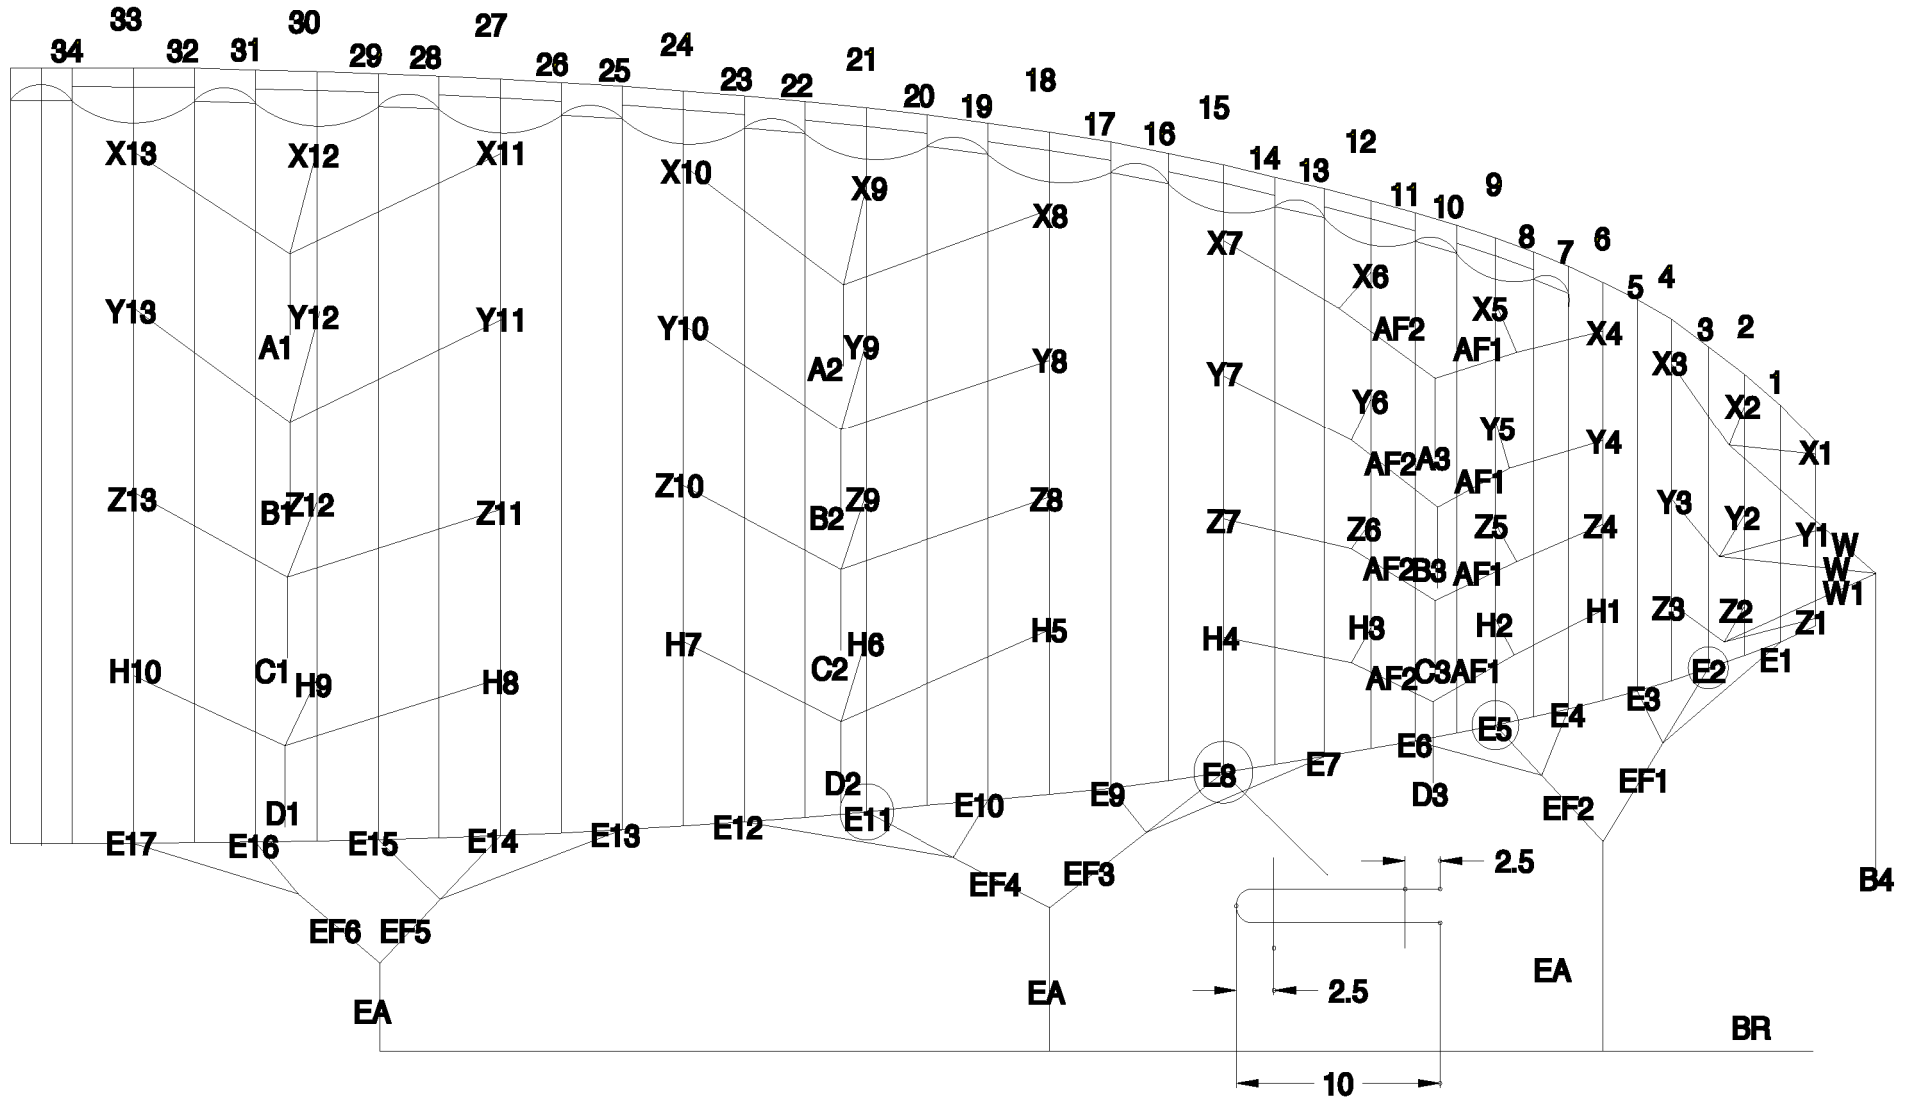 33 30 27 24 21 18 15 12 9 6 4 2
34 32 31 29 28 26 25 23 22 20 19 17 16 14 13 11 10 8 7 5 3 1
X13 X12 X11 X10 X9 X8 X7 X6 X5 X4 X3 X2 X1
AF2 AF1
Y13 Y12 Y11 Y10 Y9 Y8 Y7 Y6 Y5 Y4 Y3 Y2 Y1 W
A1 A2 AF2 A3 AF1 W
W1
Z13 B1 Z12 Z11 Z10 B2 Z9 Z8 Z7 Z6 Z5 Z4 Z3 Z2 Z1
AF2 B3 AF1
H10 C1 H9 H8 H7 C2 H6 H5 H4 H3 H2 H1
AF2 C3 AF1
D1 D2 D3
E17 E16 E15 E14 E13 E12 E11 E10 E9 E8 E7 E6 E5 E4 E3 E2 E1
EF6 EF5 EF4 EF3 EF2 EF1
2.5 B4
EA EA EA
2.5
BR
10